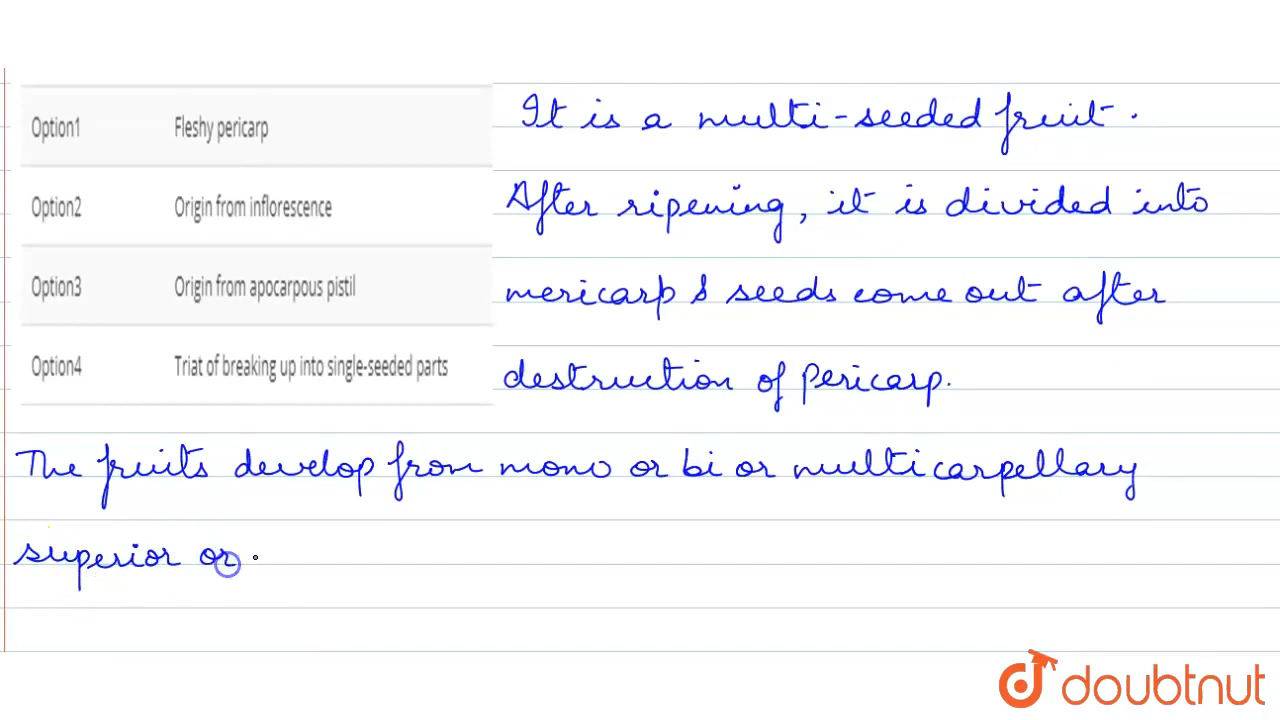 Option1 Fleshy pericarp
Option2 Origin from inflorescence
Option3 Origin from apocarpous pistil
Option4 Triat of breaking up into single-seeded parts
It is a multi-seeded fruit.
After ripening, it is divided into
mericarp & seeds come out after
destruction of pericarp.
The fruits develop from mono or bi or multicarpellary
superior or
doubtnut